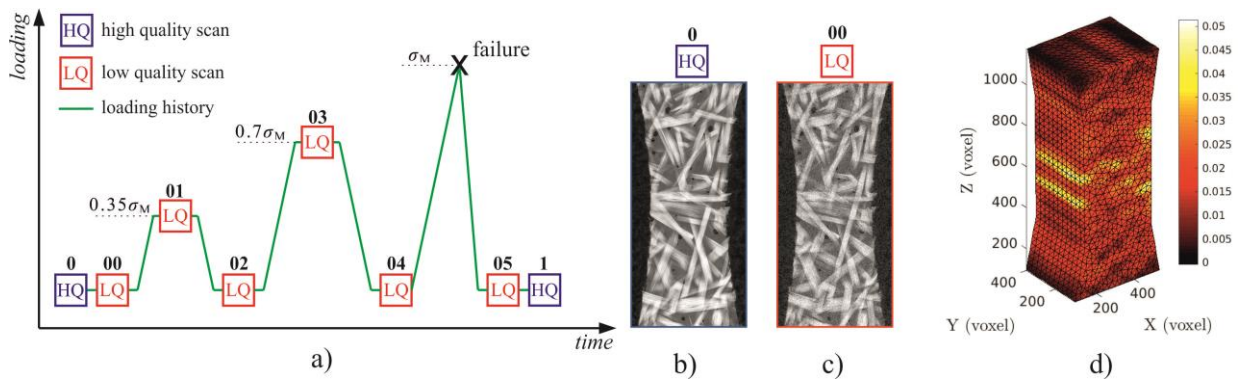 loading
HQ high quality scan
LQ low quality scan
loading history
σM
failure
0.7σM
03
LQ
0.35σM
01
LQ
0
00
02
04
05
1
HQ
LQ
LQ
LQ
LQ
HQ
time
a)
0
HQ
b)
00
LQ
c)
1000
800
600
400
200
Z (voxel)
400
200
Y (voxel)
200
400
X (voxel)
0.05
0.045
0.04
0.035
0.03
0.025
0.02
0.015
0.01
0.005
0
d)